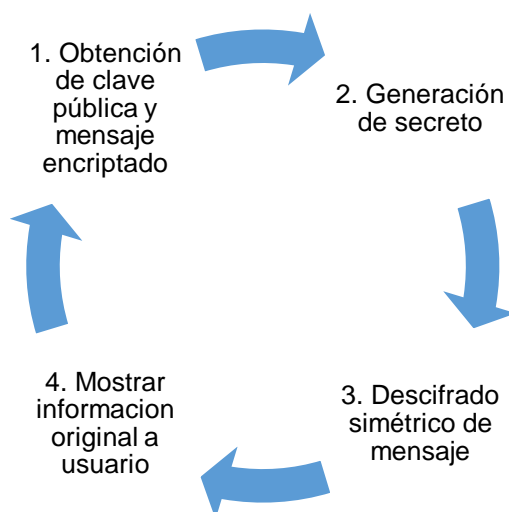 1. Obtención
de clave
pública y
mensaje
encriptado
2. Generación
de secreto
3. Descifrado
simétrico de
mensaje
4. Mostrar
informacion
original a
usuario